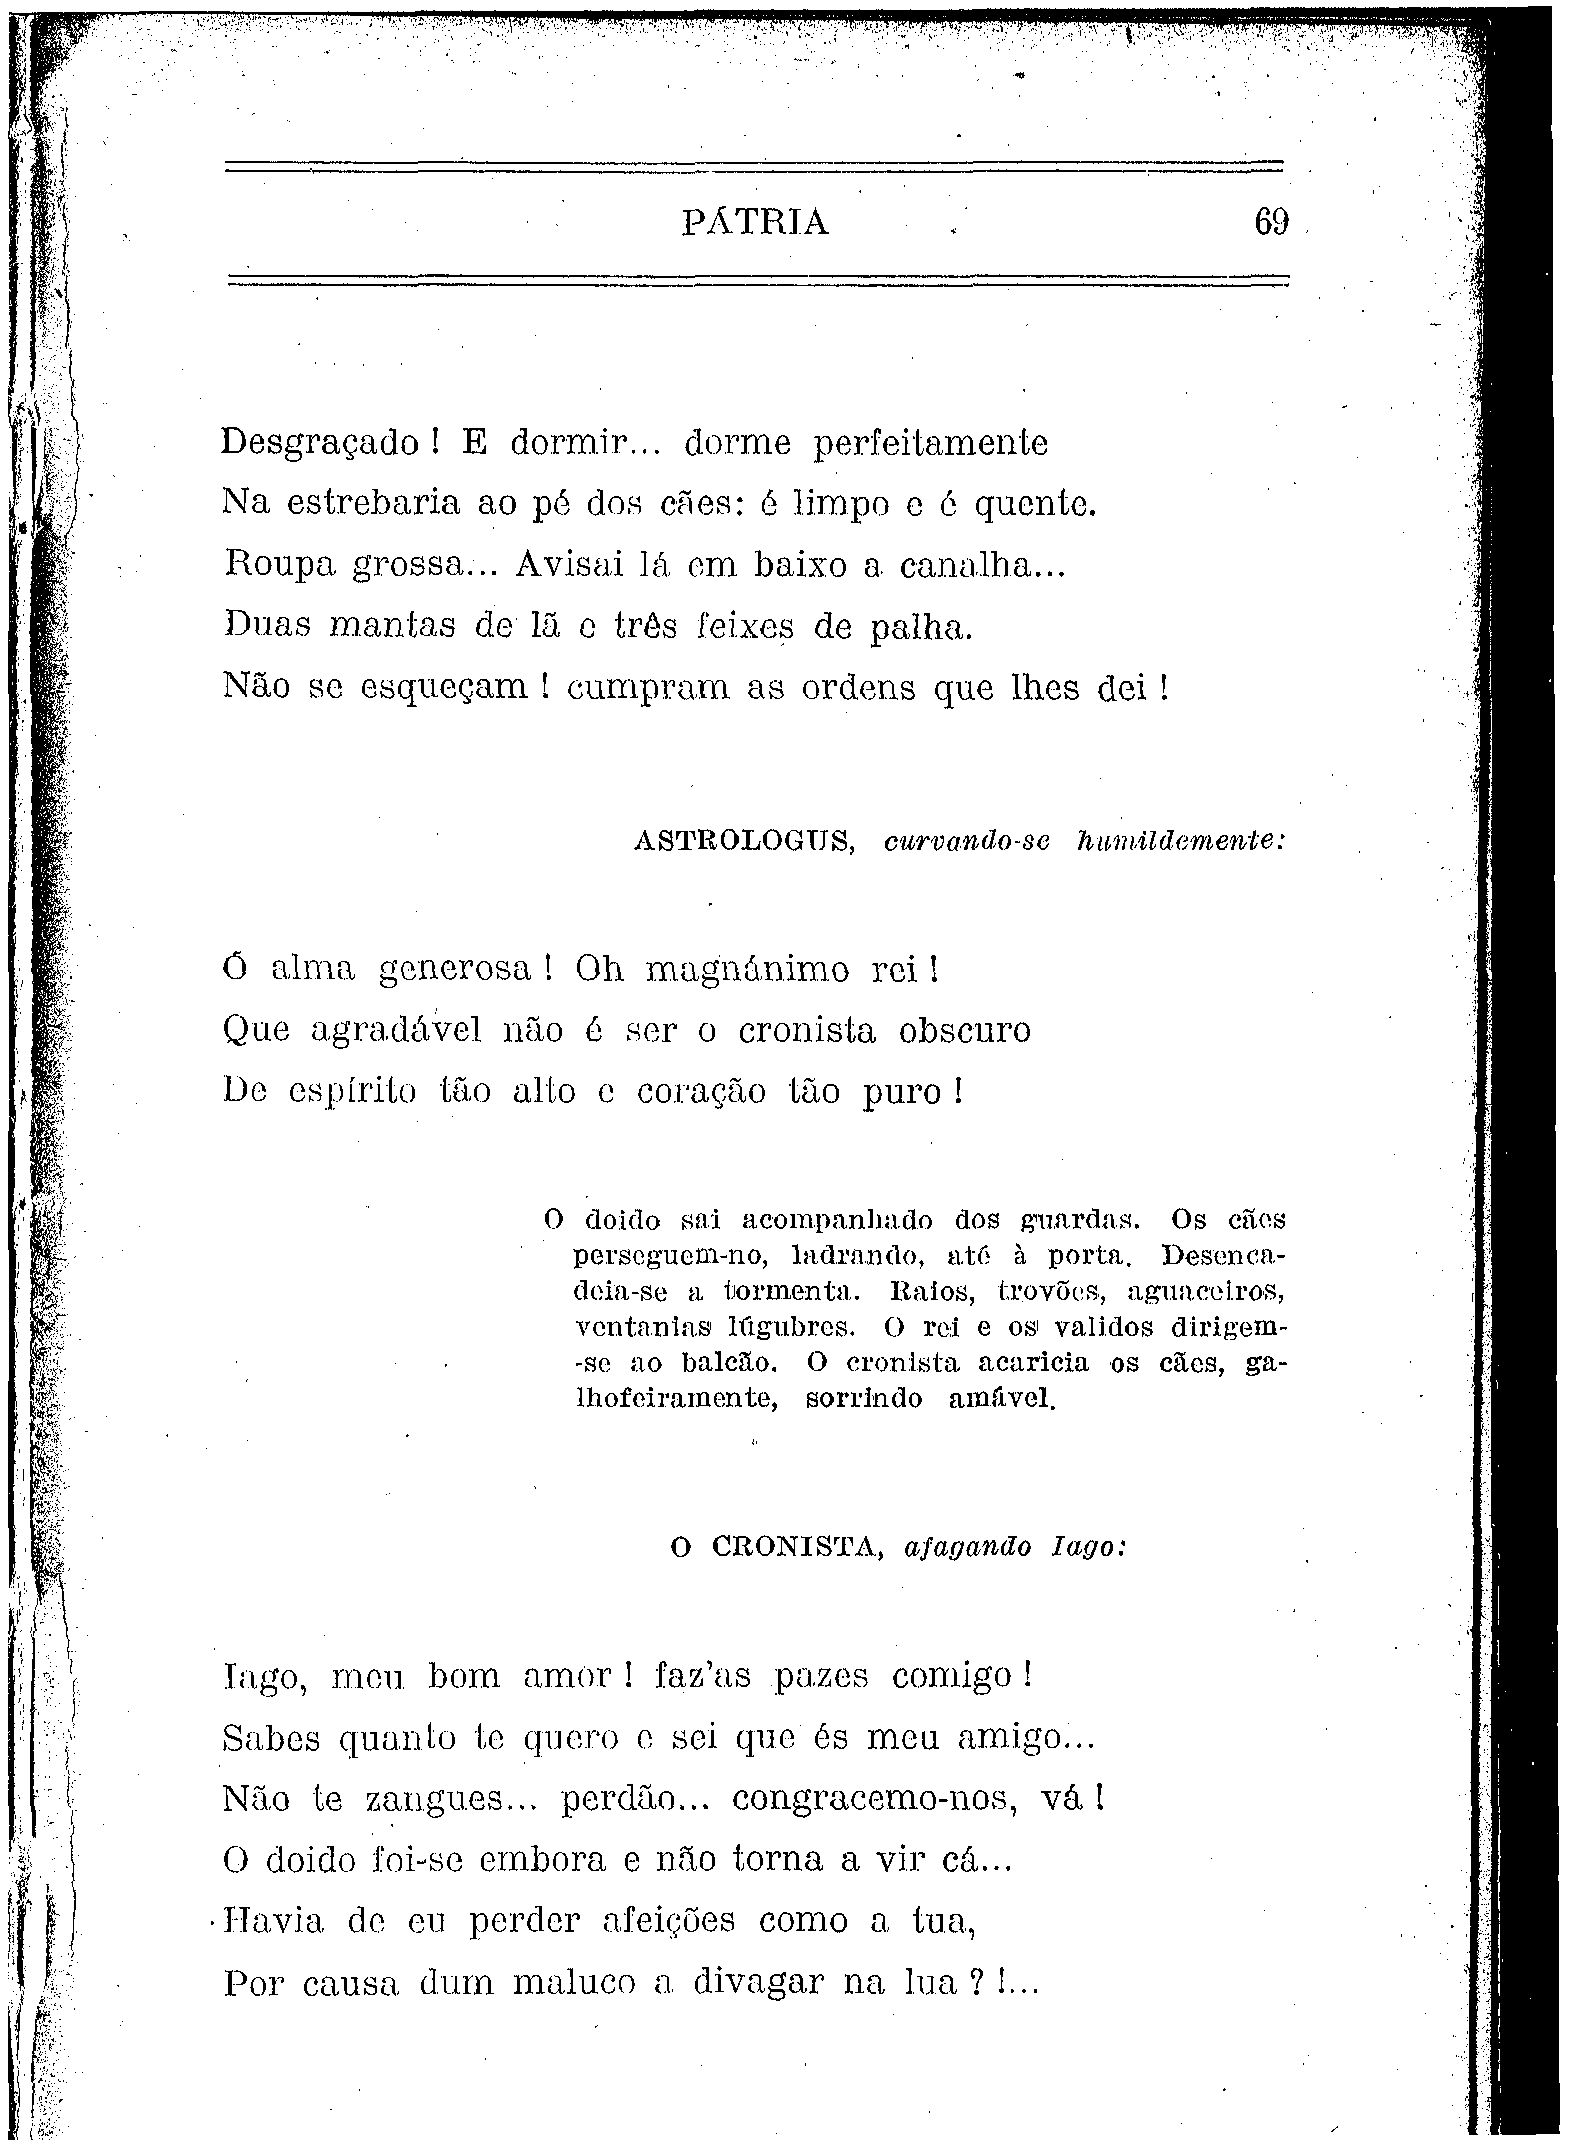 PÁTRIA 69
Desgraçado ! E dormir... dorme perfeitamente
Na estrebaria ao pé dos cães: é limpo e é quente.
Roupa grossa... Avisai lá em baixo a canalha...
Duas mantas de lã e três feixes de palha.
Não se esqueçam ! cumpram as ordens que lhes dei !
ASTROLOGUS, curvando-se humildemente:
Ó alma generosa ! Oh magnánimo rei !
Que agradável não é ser o cronista obscuro
De espírito tão alto e coração tão puro !
O doido sai acompanhado dos guardas. Os cães
perseguem-no, ladrando, até à porta. Desenca-
deia-se a tormenta. Raios, trovões, aguaceiros,
ventanias lúgubres. O rei e os validos dirigem-
-se ao balcão. O cronista acaricia os cães, ga-
lhofeiramente, sorrindo amável.
O CRONISTA, afagando Iago:
Iago, meu bom amor ! faz'as pazes comigo !
Sabes quanto te quero e sei que és meu amigo...
Não te zangues... perdão... congracemo-nos, vá !
O doido foi-se embora e não torna a vir cá...
Havia de eu perder afeições como a tua,
Por causa dum maluco a divagar na lua ? !...